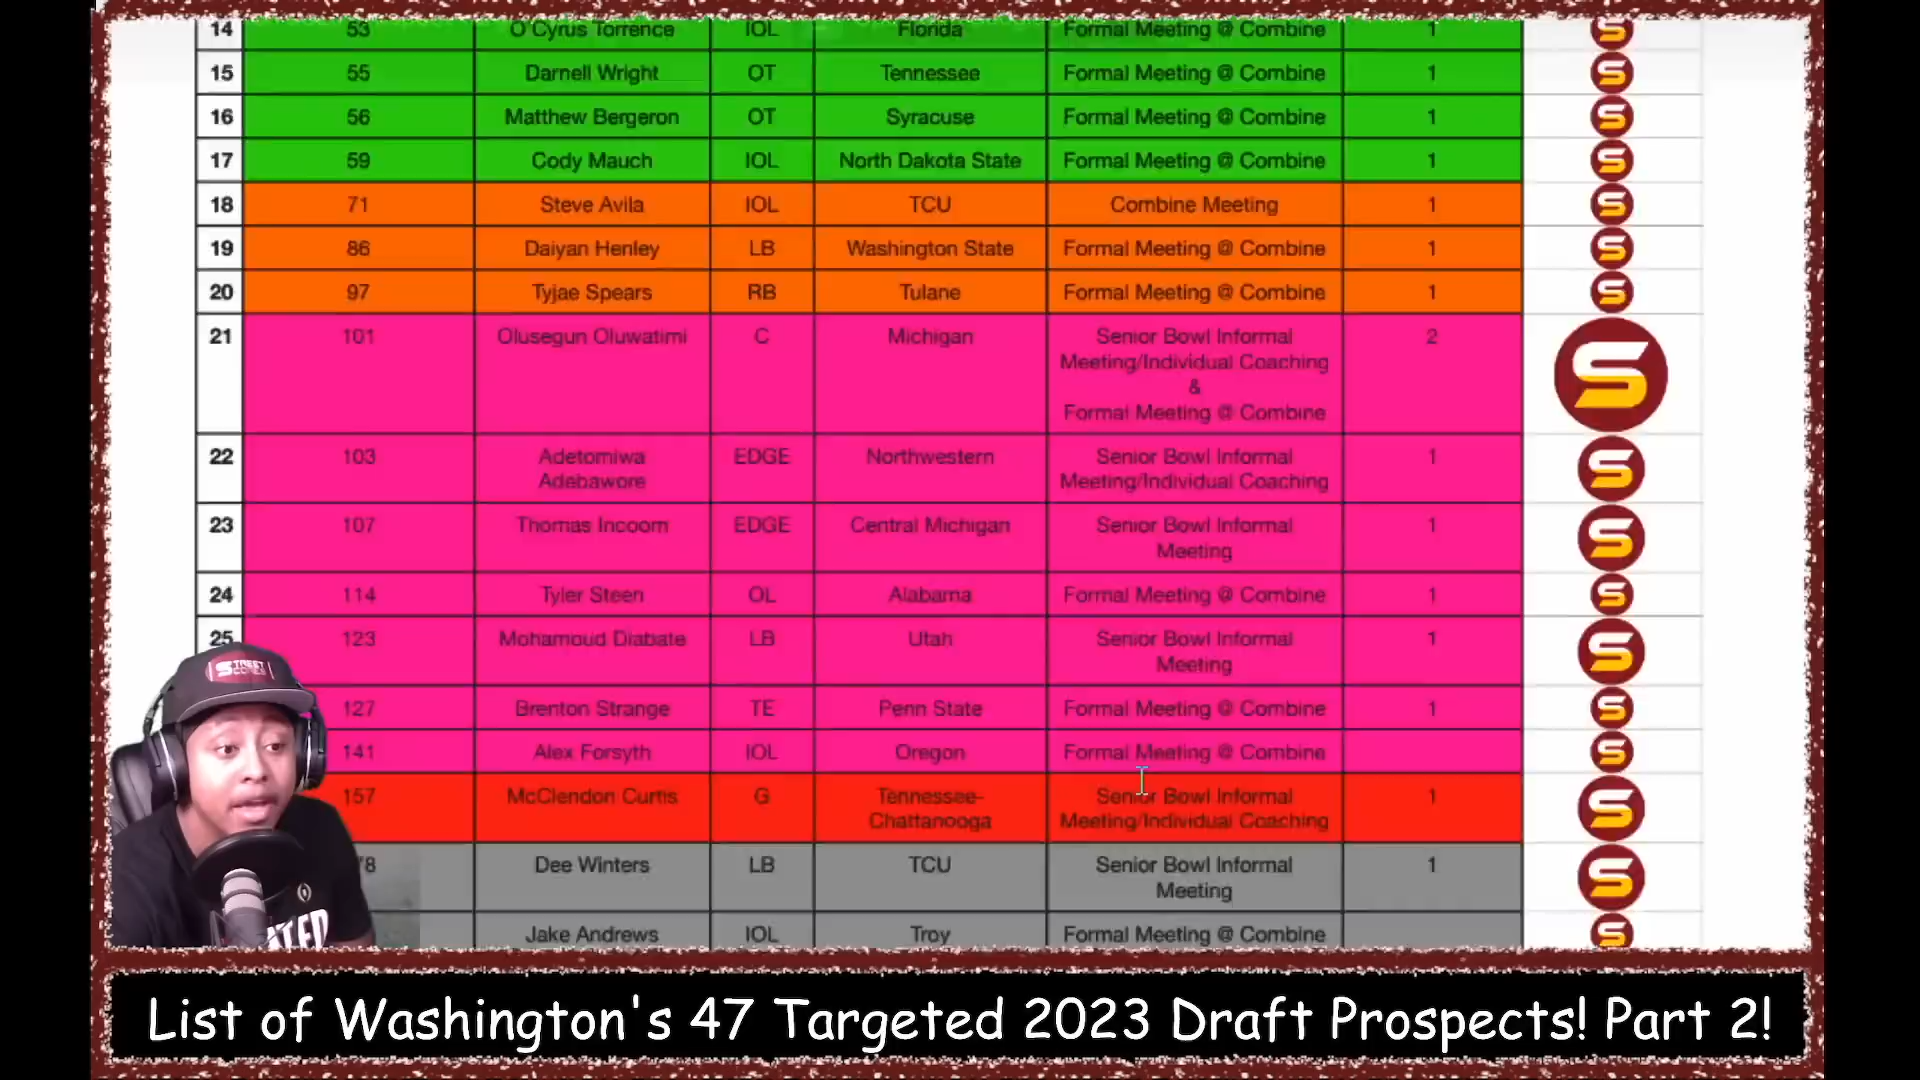 14 53 O'Cyrus Torrence IOL Florida Formal Meeting @ Combine 1
15 55 Darnell Wright OT Tennessee Formal Meeting @ Combine 1
16 56 Matthew Bergeron OT Syracuse Formal Meeting @ Combine 1
17 59 Cody Mauch IOL North Dakota State Formal Meeting @ Combine 1
18 71 Steve Avila IOL TCU Combine Meeting 1
19 86 Daiyan Henley LB Washington State Formal Meeting @ Combine 1
20 97 Tyjae Spears RB Tulane Formal Meeting @ Combine 1
21 101 Olusegun Oluwatimi C Michigan Senior Bowl Informal 2
Meeting/Individual Coaching
&
Formal Meeting @ Combine
22 103 Adetomiwa EDGE Northwestern Senior Bowl Informal 1
Adebawore Meeting/Individual Coaching
23 107 Thomas Incoom EDGE Central Michigan Senior Bowl Informal 1
Meeting
24 114 Tyler Steen OL Alabama Formal Meeting @ Combine 1
25 123 Mohamoud Diabate LB Utah Senior Bowl Informal 1
Meeting
127 Brenton Strange TE Penn State Formal Meeting @ Combine 1
141 Alex Forsyth IOL Oregon Formal Meeting @ Combine
157 McClendon Curtis G Tennessee- Senior Bowl Informal 1
Chattanooga Meeting/Individual Coaching
78 Dee Winters LB TCU Senior Bowl Informal 1
Meeting
Jake Andrews IOL Troy Formal Meeting @ Combine
STREET
List of Washington's 47 Targeted 2023 Draft Prospects! Part 2!